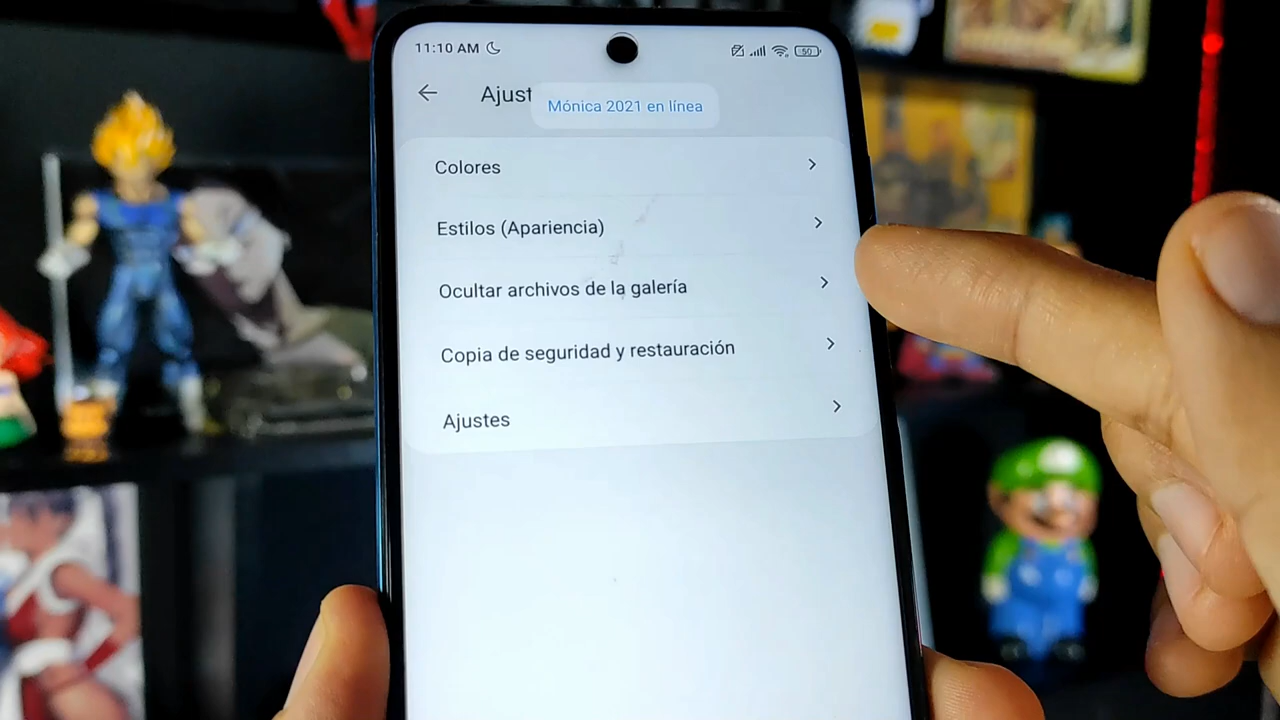 11:10 AM
50
Ajust
Mónica 2021 en línea
Colores
Estilos (Apariencia)
Ocultar archivos de la galería
Copia de seguridad y restauración
Ajustes